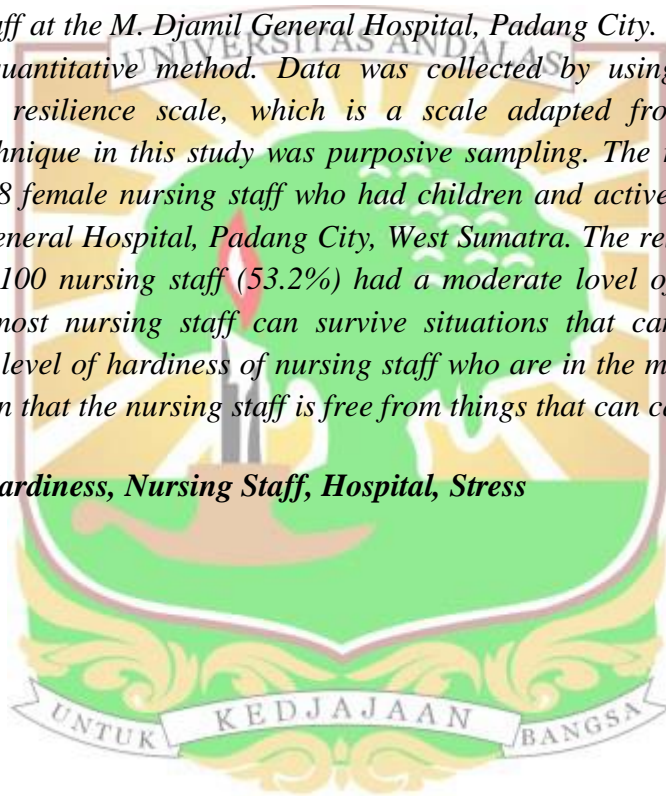 aff at the M. Djamil General Hospital, Padang City.
UNIVERSITAS ANDALAS
quantitative method. Data was collected by using
resilience scale, which is a scale adapted fro
hnique in this study was purposive sampling. The
8 female nursing staff who had children and active
eneral Hospital, Padang City, West Sumatra. The re
100 nursing staff (53.2%) had a moderate lovel o
most nursing staff can survive situations that ca
level of hardiness of nursing staff who are in the m
n that the nursing staff is free from things that can c
ardiness, Nursing Staff, Hospital, Stress
UNTUK KEDJAJAAN BANGSA